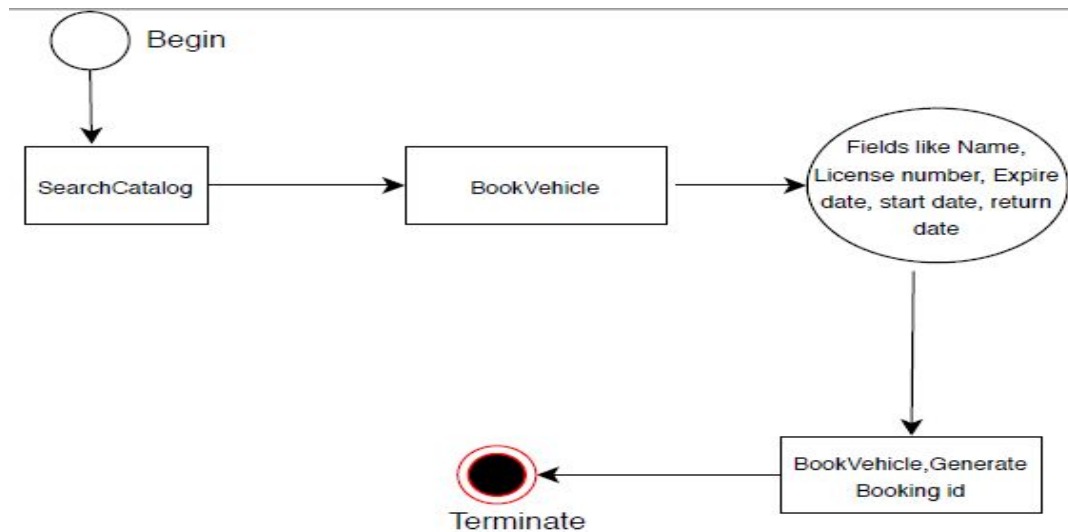 Begin
SearchCatalog
BookVehicle
Fields like Name,
License number, Expire
date, start date, return
date
BookVehicle,Generate
Booking id
Terminate